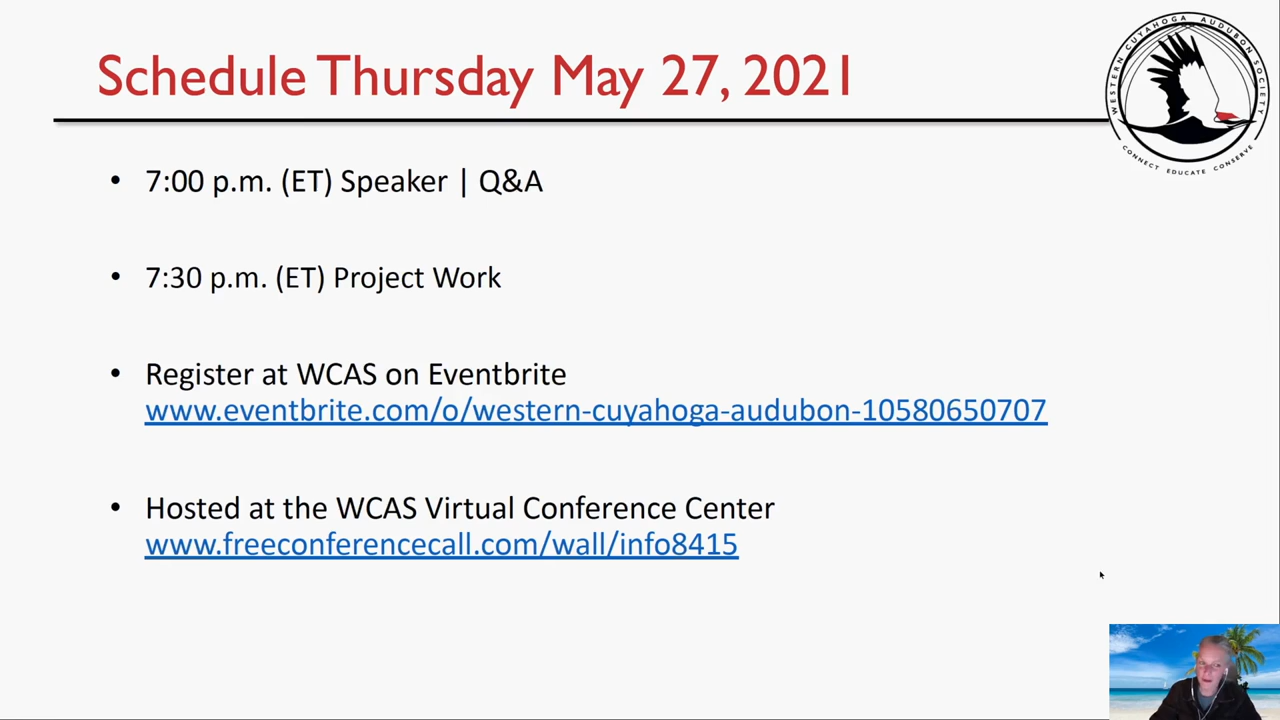 Schedule Thursday May 27, 2021
WESTERN CUYAHOGA AUDUBON SOCIETY
CONNECT EDUCATE CONSERVE
• 7:00 p.m. (ET) Speaker | Q&A
• 7:30 p.m. (ET) Project Work
• Register at WCAS on Eventbrite
www.eventbrite.com/o/western-cuyahoga-audubon-10580650707
• Hosted at the WCAS Virtual Conference Center
www.freeconferencecall.com/wall/info8415